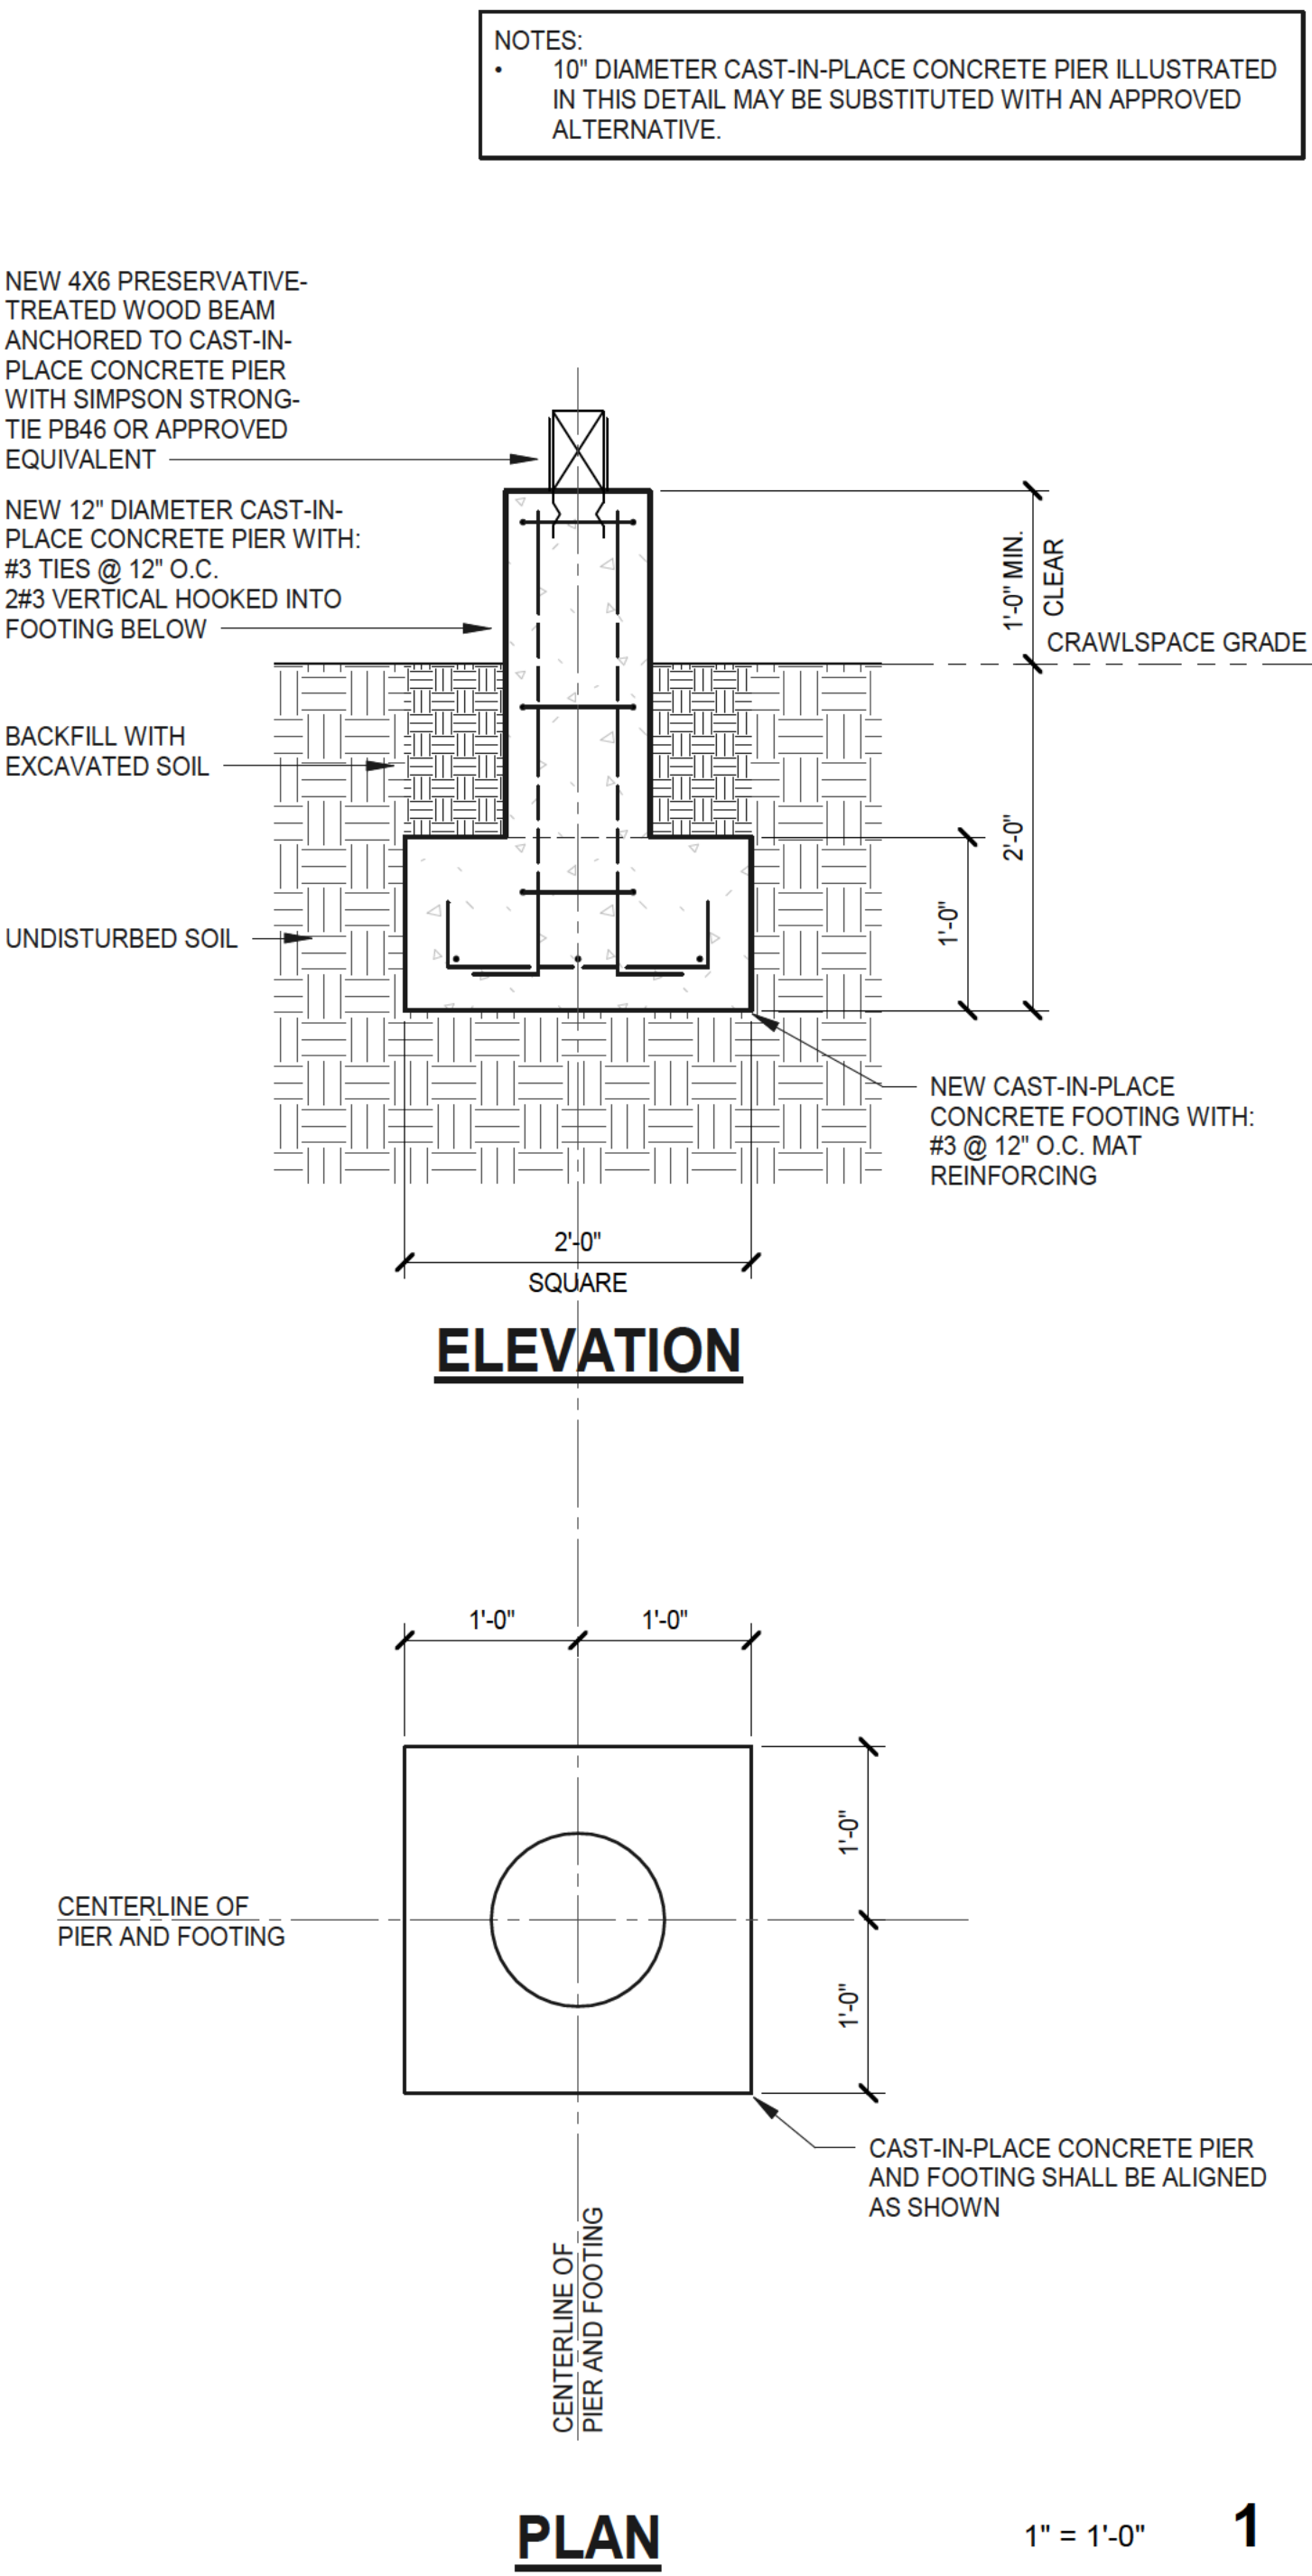 NOTES:
• 10" DIAMETER CAST-IN-PLACE CONCRETE PIER ILLUSTRATED
IN THIS DETAIL MAY BE SUBSTITUTED WITH AN APPROVED
ALTERNATIVE.
NEW 4X6 PRESERVATIVE-
TREATED WOOD BEAM
ANCHORED TO CAST-IN-
PLACE CONCRETE PIER
WITH SIMPSON STRONG-
TIE PB46 OR APPROVED
EQUIVALENT
NEW 12" DIAMETER CAST-IN-
PLACE CONCRETE PIER WITH:
#3 TIES @ 12" O.C.
2#3 VERTICAL HOOKED INTO
FOOTING BELOW
1'-0" MIN.
CLEAR
CRAWLSPACE GRADE
BACKFILL WITH
EXCAVATED SOIL
2'-0"
1'-0"
UNDISTURBED SOIL
NEW CAST-IN-PLACE
CONCRETE FOOTING WITH:
#3 @ 12" O.C. MAT
REINFORCING
2'-0"
SQUARE
ELEVATION
1'-0"
1'-0"
1'-0"
CENTERLINE OF
PIER AND FOOTING
1'-0"
CAST-IN-PLACE CONCRETE PIER
AND FOOTING SHALL BE ALIGNED
AS SHOWN
CENTERLINE OF
PIER AND FOOTING
PLAN
1" = 1'-0"
1